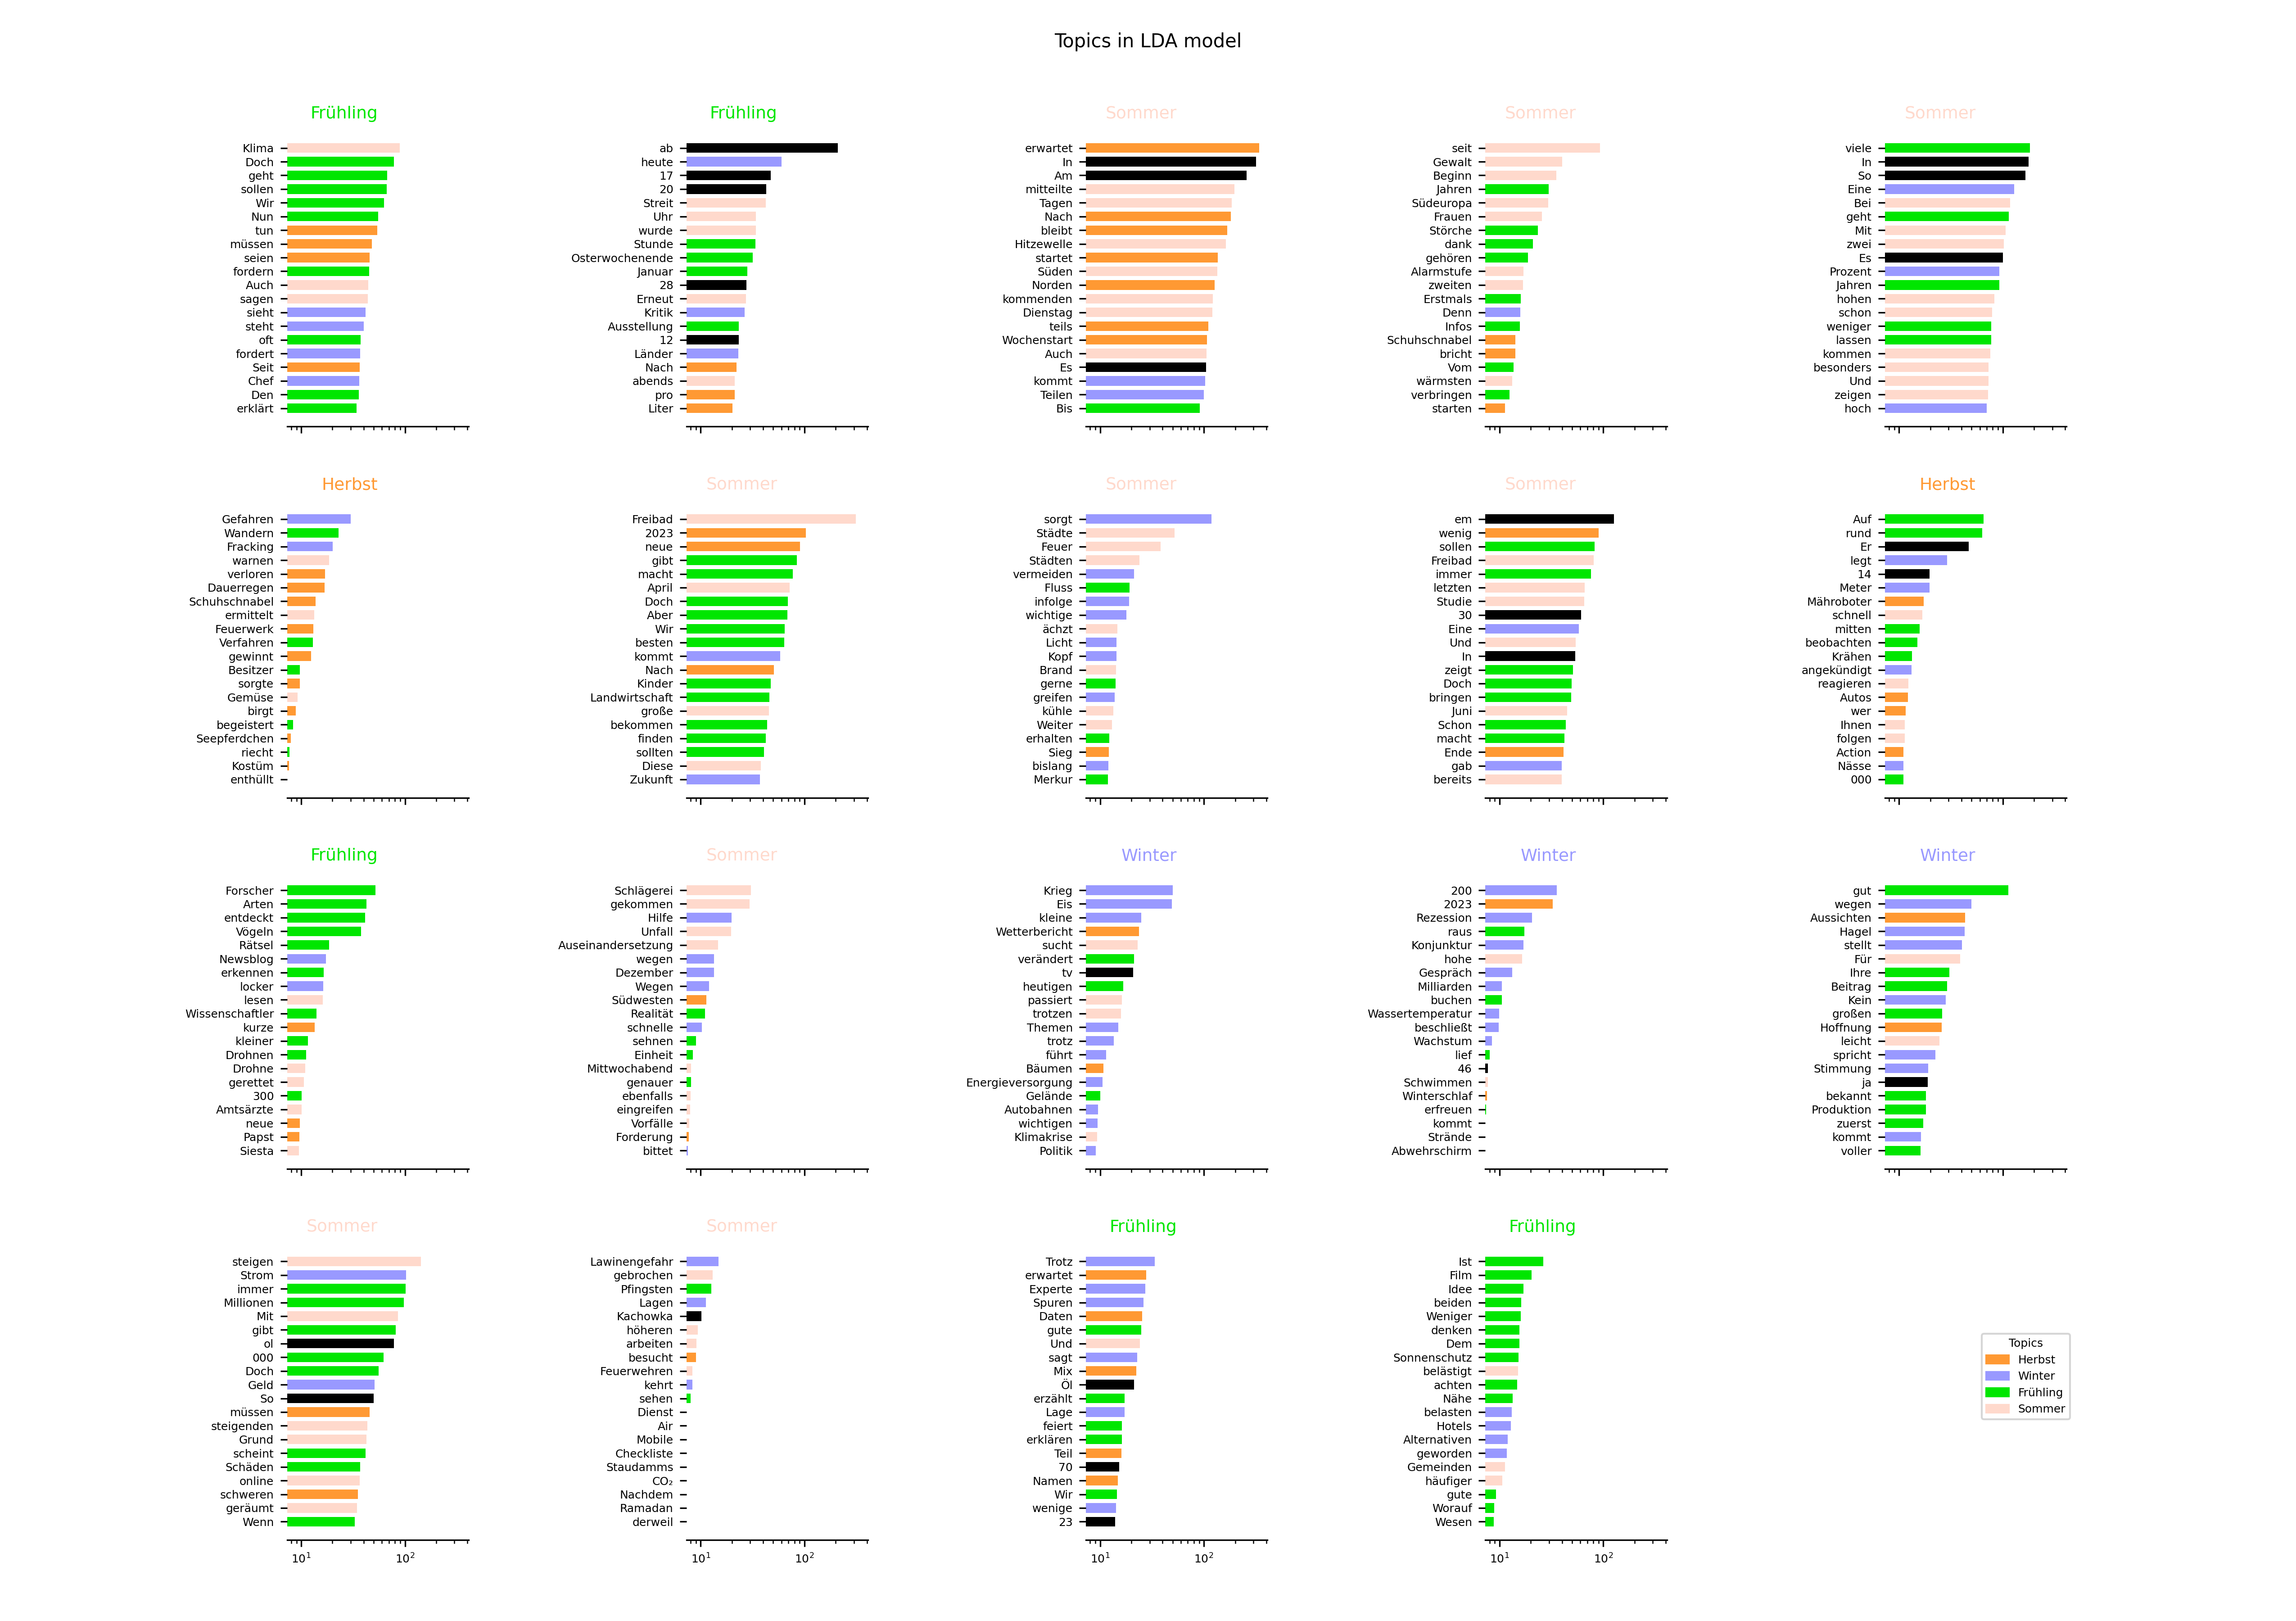 Topics in LDA model
Frühling
Klima
Doch
geht
sollen
Wir
Nun
tun
müssen
seien
fordern
Auch
sagen
sieht
steht
oft
fordert
Seit
Chef
Den
erklärt
Frühling
ab
heute
17
20
Streit
Uhr
wurde
Stunde
Osterwochenende
Januar
28
Erneut
Kritik
Ausstellung
12
Länder
Nach
abends
pro
Liter
Sommer
erwartet
In
Am
mitteilte
Tagen
Nach
bleibt
Hitzewelle
startet
Süden
Norden
kommenden
Dienstag
teils
Wochenstart
Auch
Es
kommt
Teilen
Bis
Sommer
seit
Gewalt
Beginn
Jahren
Südeuropa
Frauen
Störche
dank
gehören
Alarmstufe
zweiten
Erstmals
Denn
Infos
Schuhschnabel
bricht
Vom
wärmsten
verbringen
starten
Sommer
viele
In
So
Eine
Bei
geht
Mit
zwei
Es
Prozent
Jahren
hohen
schon
weniger
lassen
kommen
besonders
Und
zeigen
hoch
Herbst
Gefahren
Wandern
Fracking
warnen
verloren
Dauerregen
Schuhschnabel
ermittelt
Feuerwerk
Verfahren
gewinnt
Besitzer
sorgte
Gemüse
birgt
begeistert
Seepferdchen
riecht
Kostüm
enthüllt
Sommer
Freibad
2023
neue
gibt
macht
April
Doch
Aber
Wir
besten
kommt
Nach
Kinder
Landwirtschaft
große
bekommen
finden
sollten
Diese
Zukunft
Sommer
sorgt
Städte
Feuer
Städten
vermeiden
Fluss
infolge
wichtige
ächzt
Licht
Kopf
Brand
gerne
greifen
kühle
Weiter
erhalten
Sieg
bislang
Merkur
Sommer
em
wenig
sollen
Freibad
immer
letzten
Studie
30
Eine
Und
In
zeigt
Doch
bringen
Juni
Schon
macht
Ende
gab
bereits
Herbst
Auf
rund
Er
legt
14
Meter
Mähroboter
schnell
mitten
beobachten
Krähen
angekündigt
reagieren
Autos
wer
Ihnen
folgen
Action
Nässe
000
Frühling
Forscher
Arten
entdeckt
Vögeln
Rätsel
Newsblog
erkennen
locker
lesen
Wissenschaftler
kurze
kleiner
Drohnen
Drohne
gerettet
300
Amtsärzte
neue
Papst
Siesta
Sommer
Schlägerei
gekommen
Hilfe
Unfall
Auseinandersetzung
wegen
Dezember
Wegen
Südwesten
Realität
schnelle
sehnen
Einheit
Mittwochabend
genauer
ebenfalls
eingreifen
Vorfälle
Forderung
bittet
Winter
Krieg
Eis
kleine
Wetterbericht
sucht
verändert
tv
heutigen
passiert
trotzen
Themen
trotz
führt
Bäumen
Energieversorgung
Gelände
Autobahnen
wichtigen
Klimakrise
Politik
Winter
200
2023
Rezession
raus
Konjunktur
hohe
Gespräch
Milliarden
buchen
Wassertemperatur
beschließt
Wachstum
lief
46
Schwimmen
Winterschlaf
erfreuen
kommt
Strände
Abwehrschirm
Winter
gut
wegen
Aussichten
Hagel
stellt
Für
Ihre
Beitrag
Kein
großen
Hoffnung
leicht
spricht
Stimmung
ja
bekannt
Produktion
zuerst
kommt
voller
Sommer
steigen
Strom
immer
Millionen
Mit
gibt
ol
000
Doch
Geld
So
müssen
steigenden
Grund
scheint
Schäden
online
schweren
geräumt
Wenn
10¹ 10²
Sommer
Lawinengefahr
gebrochen
Pfingsten
Lagen
Kachowka
höheren
arbeiten
besucht
Feuerwehren
kehrt
sehen
Dienst
Air
Mobile
Checkliste
Staudamms
CO₂
Nachdem
Ramadan
derweil
10¹ 10²
Frühling
Trotz
erwartet
Experte
Spuren
Daten
gute
Und
sagt
Mix
Öl
erzählt
Lage
feiert
erklären
Teil
70
Namen
Wir
wenige
23
10¹ 10²
Frühling
Ist
Film
Idee
beiden
Weniger
denken
Dem
Sonnenschutz
belästigt
achten
Nähe
belasten
Hotels
Alternativen
geworden
Gemeinden
häufiger
gute
Worauf
Wesen
10¹ 10²
Topics
Herbst
Winter
Frühling
Sommer